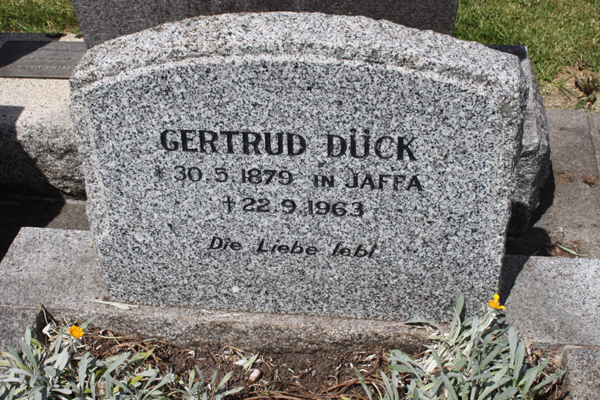 GERTRUD DÜCK
* 30.5.1879 IN JAFFA
† 22.9.1963
Die Liebe lebt